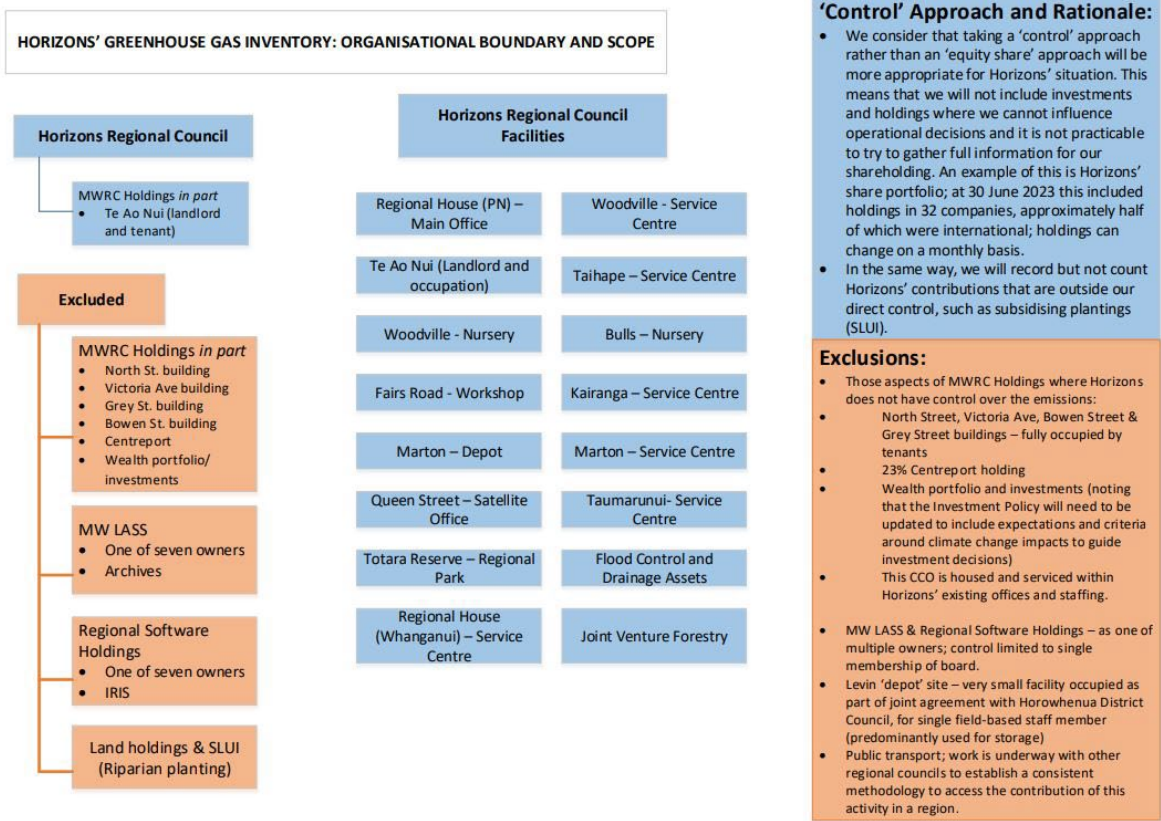 HORIZONS’ GREENHOUSE GAS INVENTORY: ORGANISATIONAL BOUNDARY AND SCOPE
Horizons Regional Council
MWRC Holdings in part
• Te Ao Nui (landlord
and tenant)
Excluded
MWRC Holdings in part
• North St. building
• Victoria Ave building
• Grey St. building
• Bowen St. building
• Centreport
• Wealth portfolio/
investments
MW LASS
• One of seven owners
• Archives
Regional Software
Holdings
• One of seven owners
• IRIS
Land holdings & SLUI
(Riparian planting)
Horizons Regional Council
Facilities
Regional House (PN) –
Main Office
Woodville - Service
Centre
Te Ao Nui (Landlord and
occupation)
Taihape – Service Centre
Woodville - Nursery
Bulls – Nursery
Fairs Road - Workshop
Kairanga – Service Centre
Marton – Depot
Marton – Service Centre
Queen Street – Satellite
Office
Taumarunui- Service
Centre
Totara Reserve – Regional
Park
Flood Control and
Drainage Assets
Regional House
(Whanganui) – Service
Centre
Joint Venture Forestry
‘Control’ Approach and Rationale:
• We consider that taking a ‘control’ approach
rather than an ‘equity share’ approach will be
more appropriate for Horizons’ situation. This
means that we will not include investments
and holdings where we cannot influence
operational decisions and it is not practicable
to try to gather full information for our
shareholding. An example of this is Horizons’
share portfolio; at 30 June 2023 this included
holdings in 32 companies, approximately half
of which were international; holdings can
change on a monthly basis.
• In the same way, we will record but not count
Horizons’ contributions that are outside our
direct control, such as subsidising plantings
(SLUI).
Exclusions:
• Those aspects of MWRC Holdings where Horizons
does not have control over the emissions:
• North Street, Victoria Ave, Bowen Street &
Grey Street buildings – fully occupied by
tenants
• 23% Centreport holding
• Wealth portfolio and investments (noting
that the Investment Policy will need to be
updated to include expectations and criteria
around climate change impacts to guide
investment decisions)
• This CCO is housed and serviced within
Horizons’ existing offices and staffing.
• MW LASS & Regional Software Holdings – as one of
multiple owners; control limited to single
membership of board.
• Levin ‘depot’ site – very small facility occupied as
part of joint agreement with Horowhenua District
Council, for single field-based staff member
(predominantly used for storage)
• Public transport; work is underway with other
regional councils to establish a consistent
methodology to access the contribution of this
activity in a region.